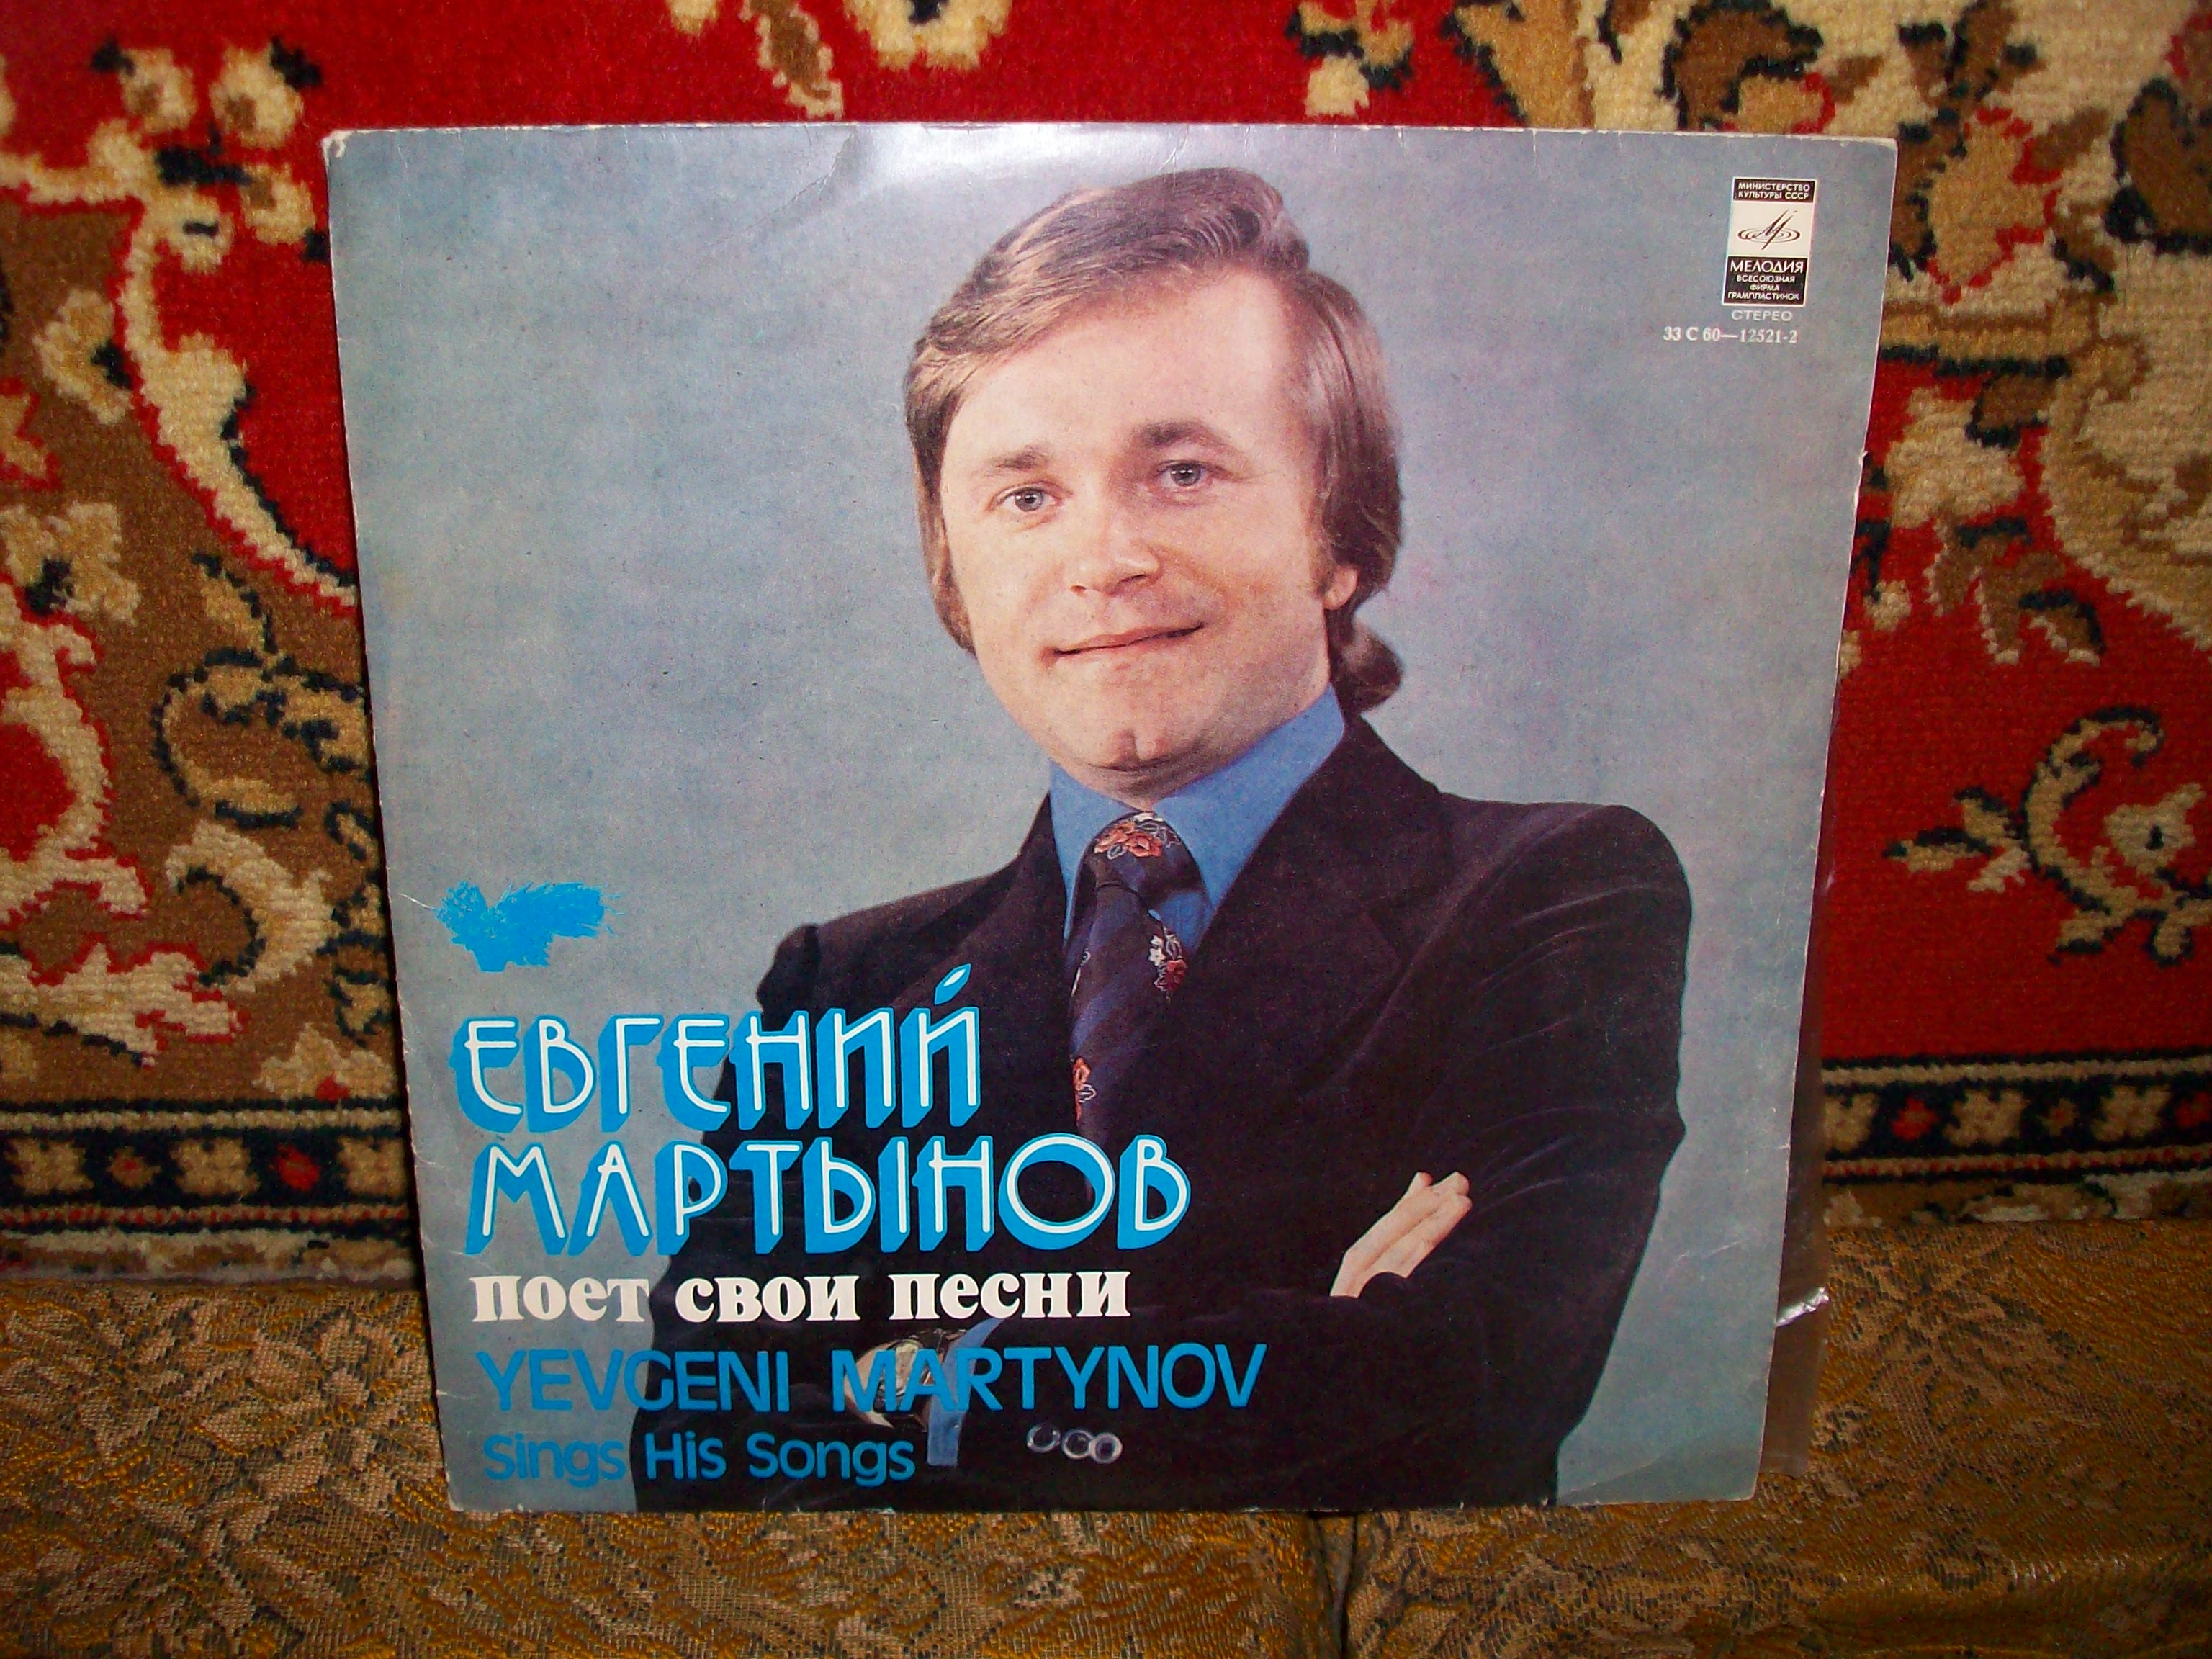 МИНИСТЕРСТВО
КУЛЬТУРЫ СССР
МЕЛОДИЯ
ВСЕСОЮЗНАЯ
ФИРМА
ГРАМПЛАСТИНОК
СТЕРЕО
33 С 60—12521-2
ЕВГЕНИЙ
МАРТЫНОВ
поет свои песни
YEVGENI MARTYNOV
Sings His Songs